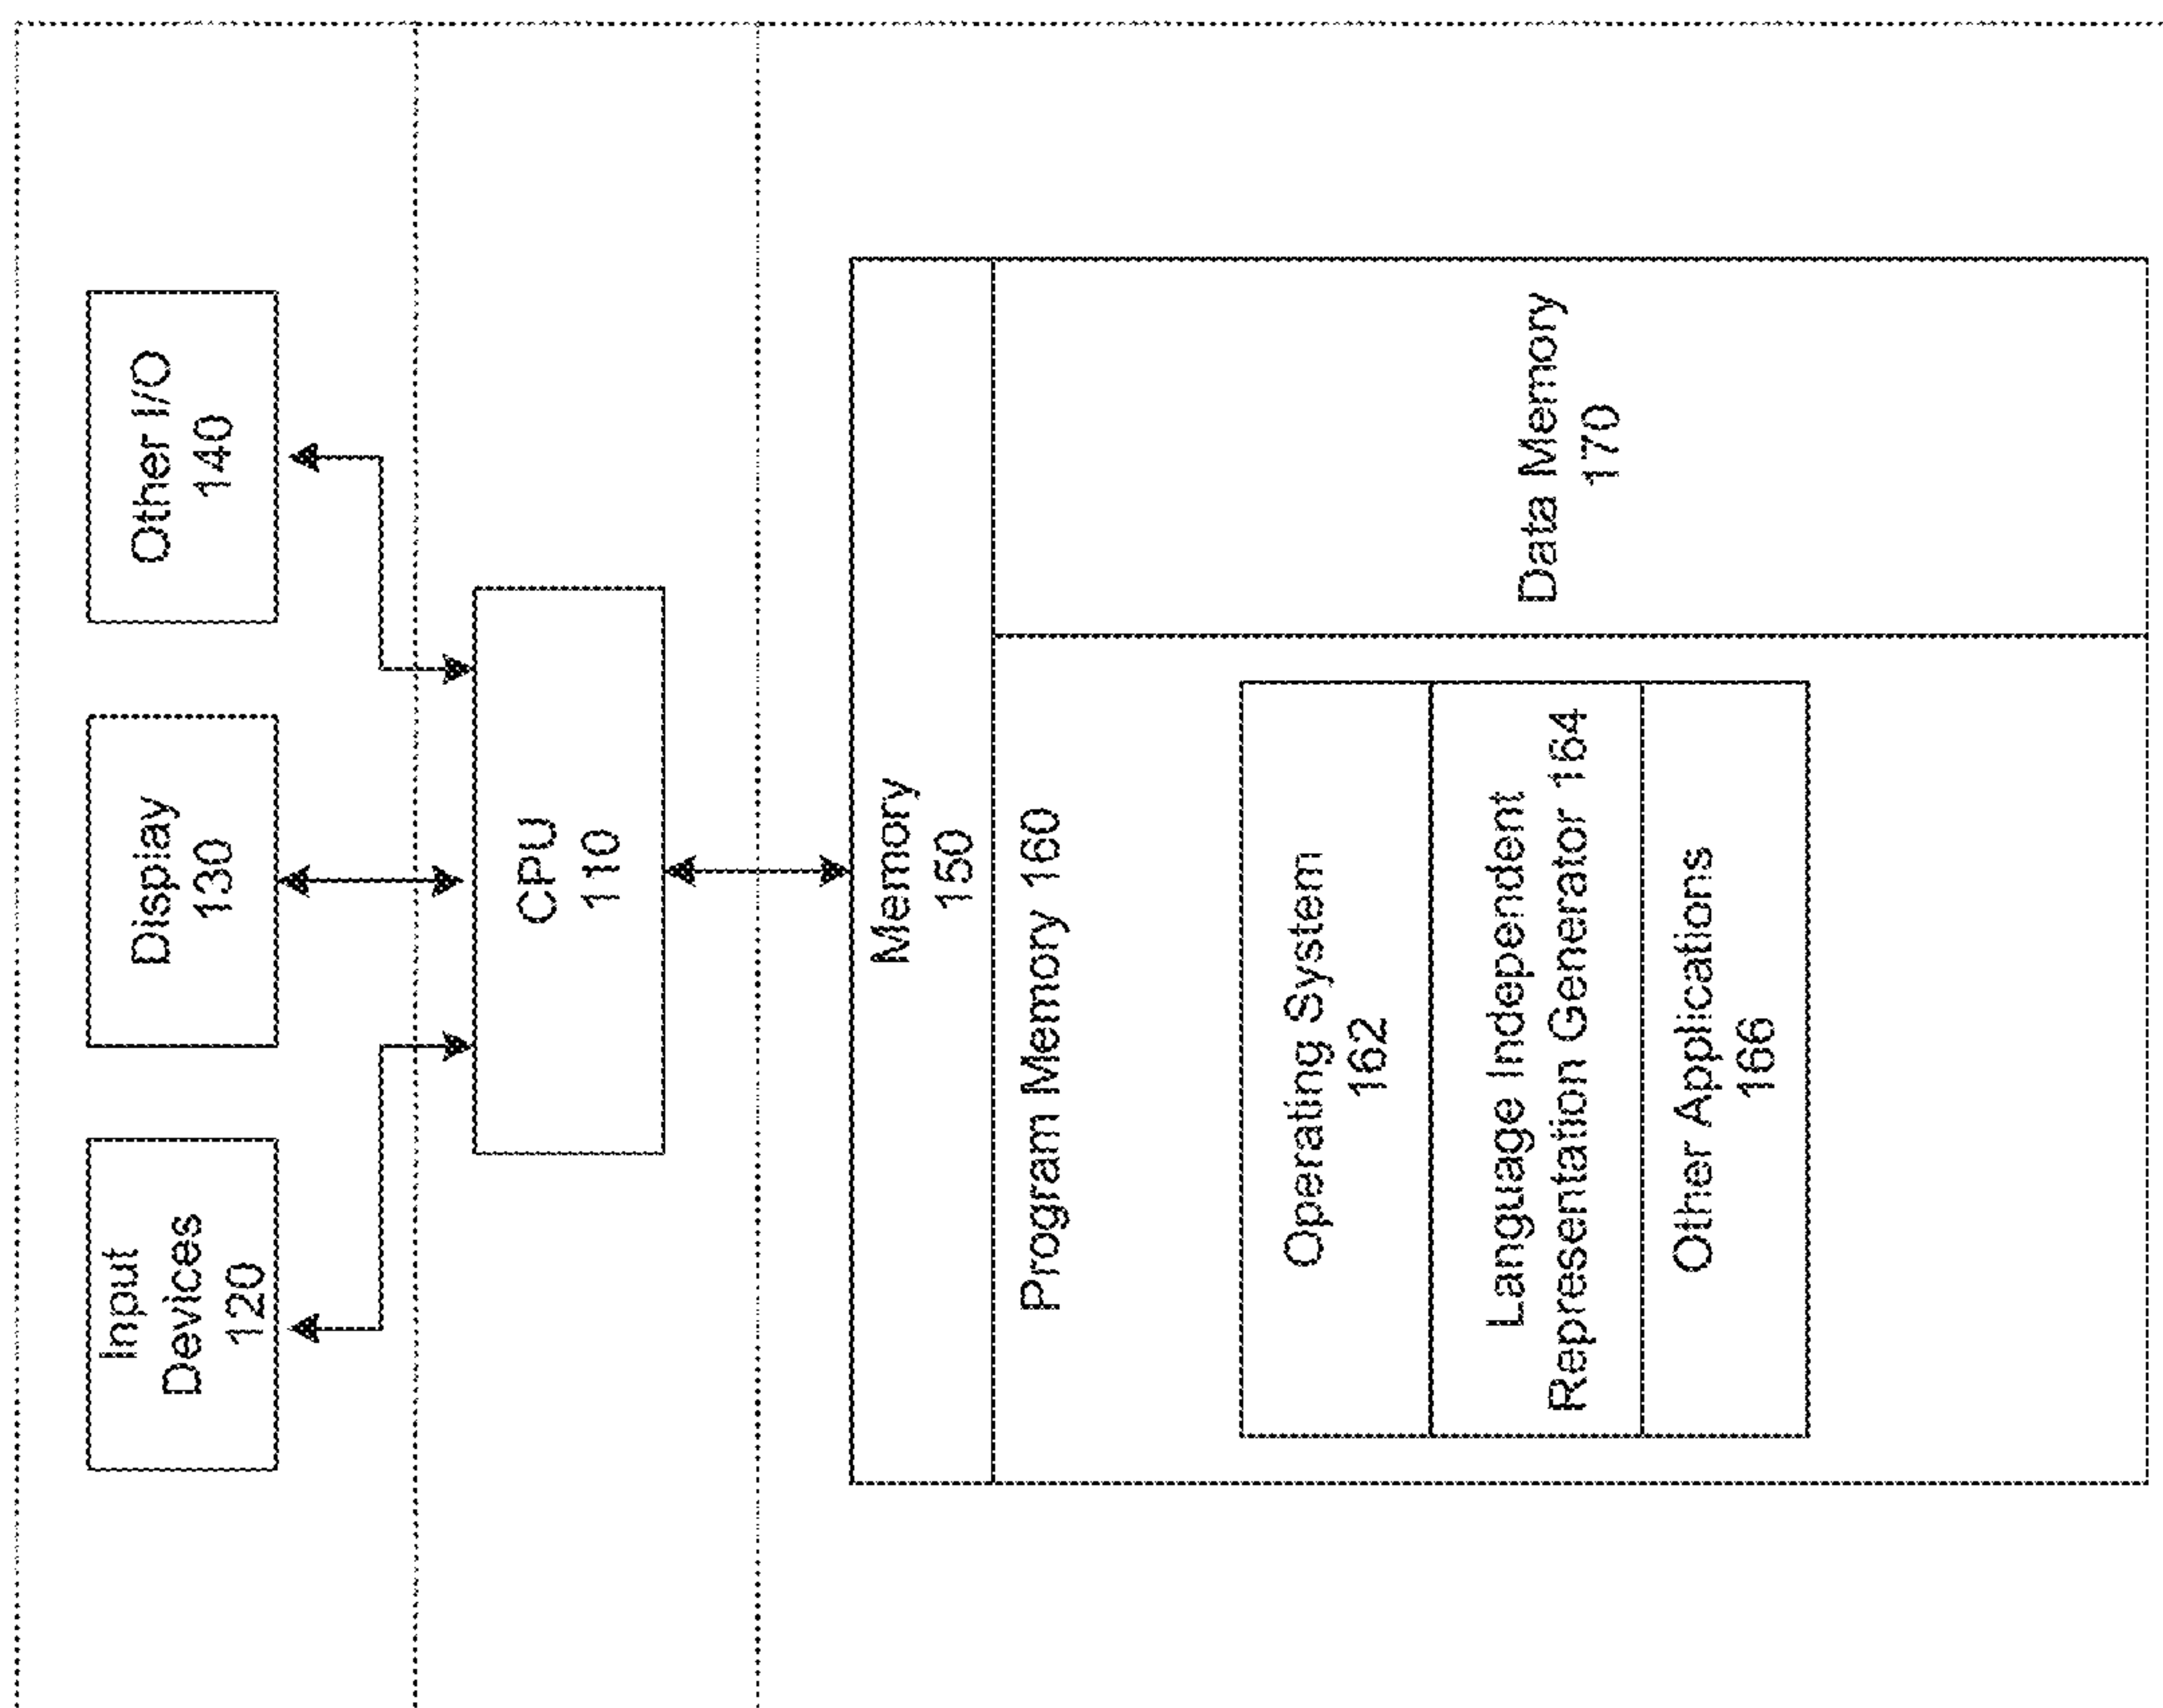 Input
Devices
120
Display
130
Other I/O
140
CPU
110
Memory
150
Program Memory 160
Operating System
162
Language Independent
Representation Generator 164
Other Applications
166
Data Memory
170